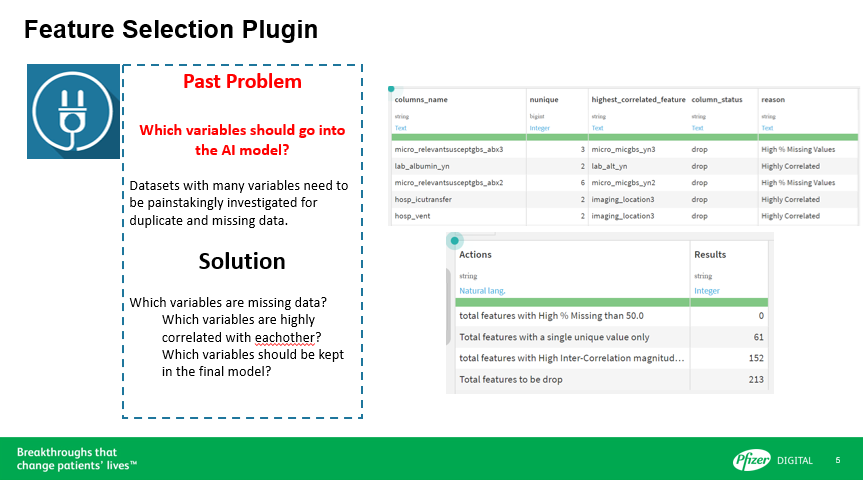 Feature Selection Plugin
Past Problem
Which variables should go into
the AI model?
Datasets with many variables need to
be painstakingly investigated for
duplicate and missing data.
Solution
Which variables are missing data?
Which variables are highly
correlated with eachother?
Which variables should be kept
in the final model?
columns_name nunique highest_correlated_feature column_status reason
string bigint string string string
Text Integer Text Text Text
micro_relevantsusceptgbs_abx3 3 micro_micgbs_yn3 drop High % Missing Values
lab_albumin_yn 2 lab_alt_yn drop Highly Correlated
micro_relevantsusceptgbs_abx2 6 micro_micgbs_yn2 drop High % Missing Values
hosp_icutransfer 2 imaging_location3 drop Highly Correlated
hosp_vent 2 imaging_location3 drop Highly Correlated
Actions Results
string string
Natural lang. Integer
total features with High % Missing than 50.0 0
Total features with a single unique value only 61
total features with High Inter-Correlation magnitud... 152
Total features to be drop 213
Breakthroughs that
change patients' lives™
Pfizer DIGITAL 5